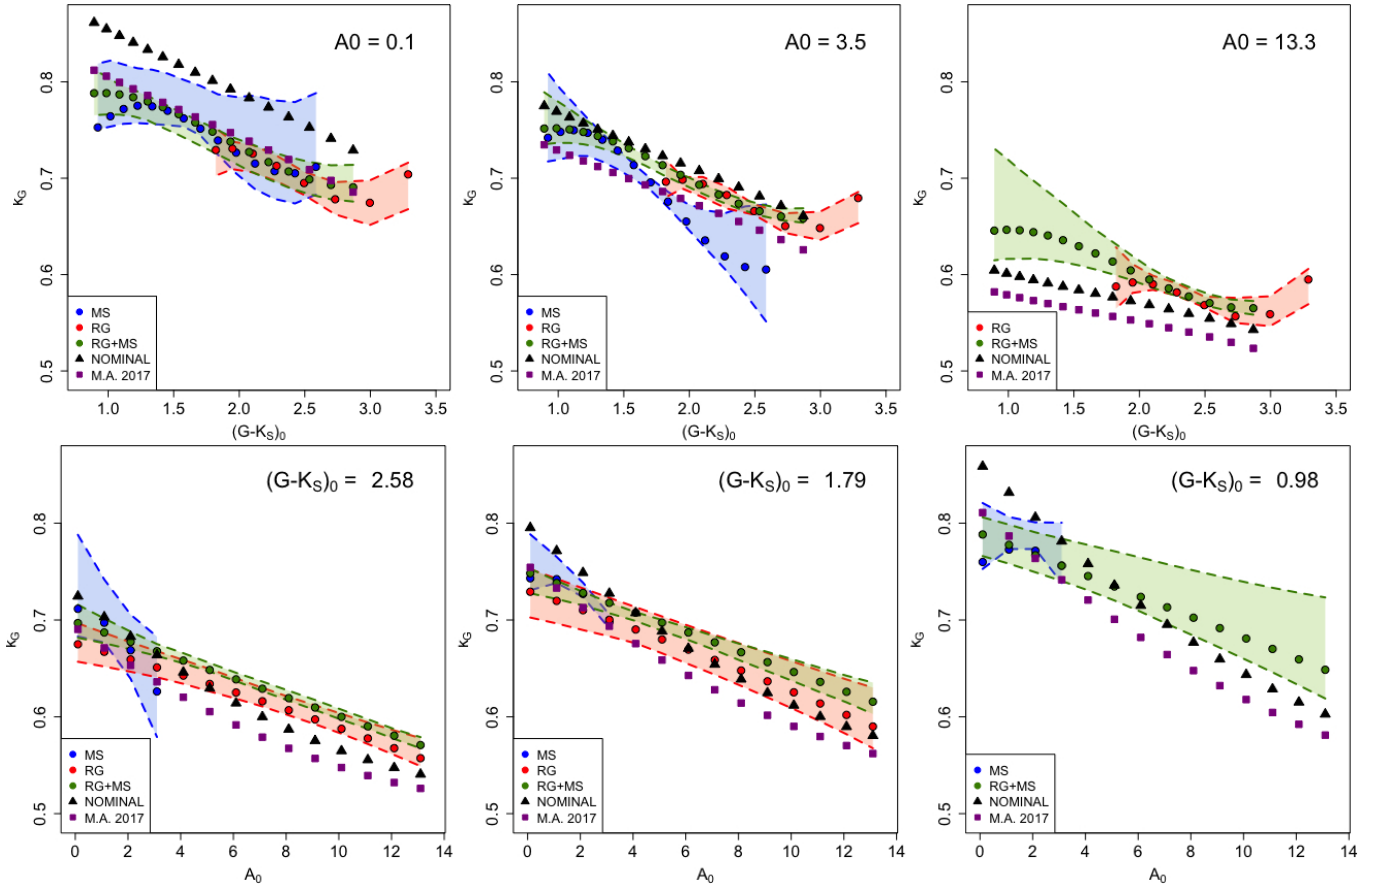 A0 = 0.1
0.8
0.7
0.6
0.5
kG
MS
RG
RG+MS
NOMINAL
M.A. 2017
1.0 1.5 2.0 2.5 3.0 3.5
(G-KS)0
A0 = 3.5
0.8
0.7
0.6
0.5
kG
MS
RG
RG+MS
NOMINAL
M.A. 2017
1.0 1.5 2.0 2.5 3.0 3.5
(G-KS)0
A0 = 13.3
0.8
0.7
0.6
0.5
kG
RG
RG+MS
NOMINAL
M.A. 2017
1.0 1.5 2.0 2.5 3.0 3.5
(G-KS)0
(G-KS)0 = 2.58
0.8
0.7
0.6
0.5
kG
MS
RG
RG+MS
NOMINAL
M.A. 2017
0 2 4 6 8 10 12 14
A0
(G-KS)0 = 1.79
0.8
0.7
0.6
0.5
kG
MS
RG
RG+MS
NOMINAL
M.A. 2017
0 2 4 6 8 10 12 14
A0
(G-KS)0 = 0.98
0.8
0.7
0.6
0.5
kG
MS
RG+MS
NOMINAL
M.A. 2017
0 2 4 6 8 10 12 14
A0